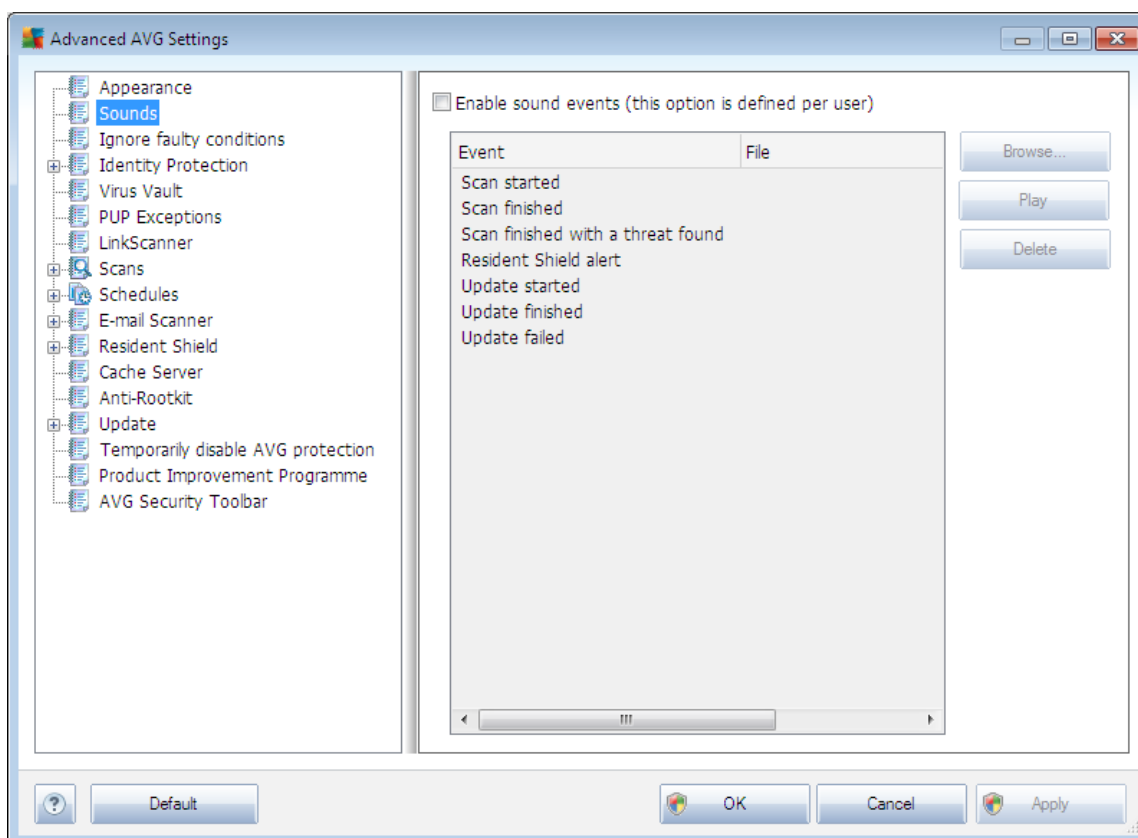 Advanced AVG Settings
Appearance
Sounds
Ignore faulty conditions
Identity Protection
Virus Vault
PUP Exceptions
LinkScanner
Scans
Schedules
E-mail Scanner
Resident Shield
Cache Server
Anti-Rootkit
Update
Temporarily disable AVG protection
Product Improvement Programme
AVG Security Toolbar
Enable sound events (this option is defined per user)
Event File
Scan started
Scan finished
Scan finished with a threat found
Resident Shield alert
Update started
Update finished
Update failed
Browse...
Play
Delete
? Default OK Cancel Apply